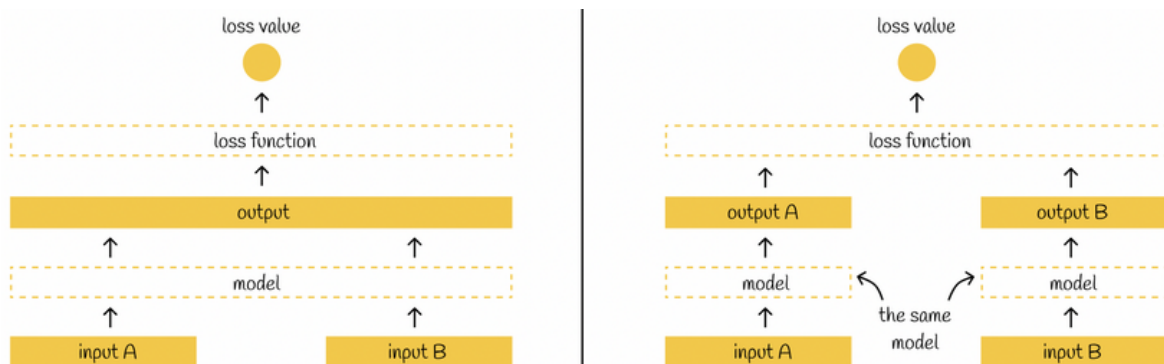 loss value
loss function
output
model
input A
input B
loss value
loss function
output A
output B
model
model
the same
model
input A
input B